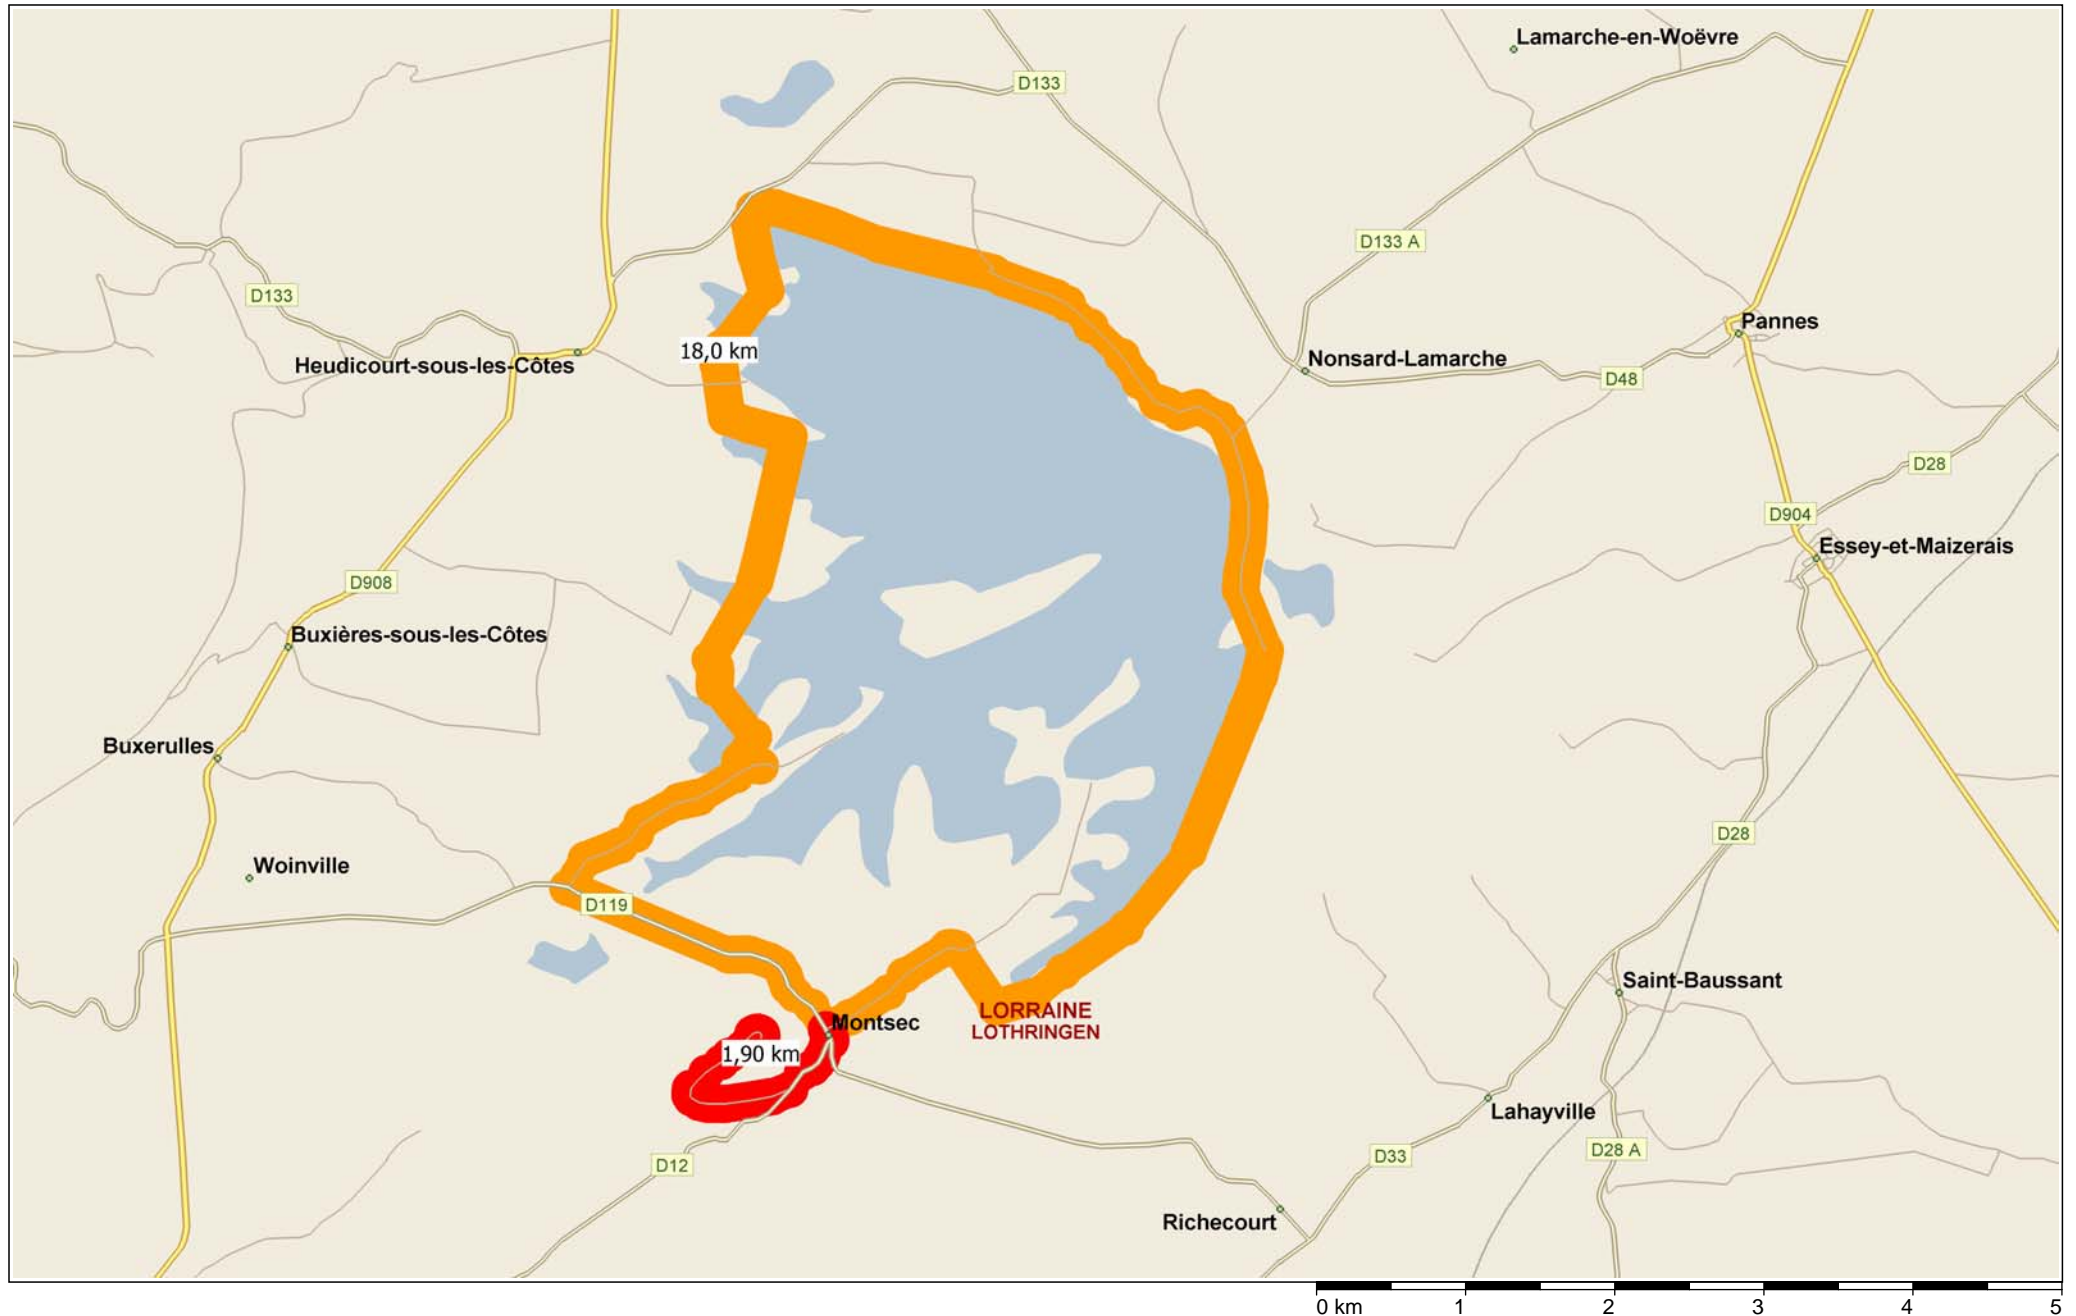 Lamarche-en-Woëvre
D133
D133 A
D133
Pannes
18,0 km
Heudicourt-sous-les-Côtes
Nonsard-Lamarche
D48
D28
D904
Essey-et-Maizerais
D908
Buxières-sous-les-Côtes
Buxerulles
D28
Woinville
D119
Saint-Baussant
LORRAINE
LOTHRINGEN
Montsec
1,90 km
Lahayville
D28 A
D33
D12
Richecourt
0 km 1 2 3 4 5